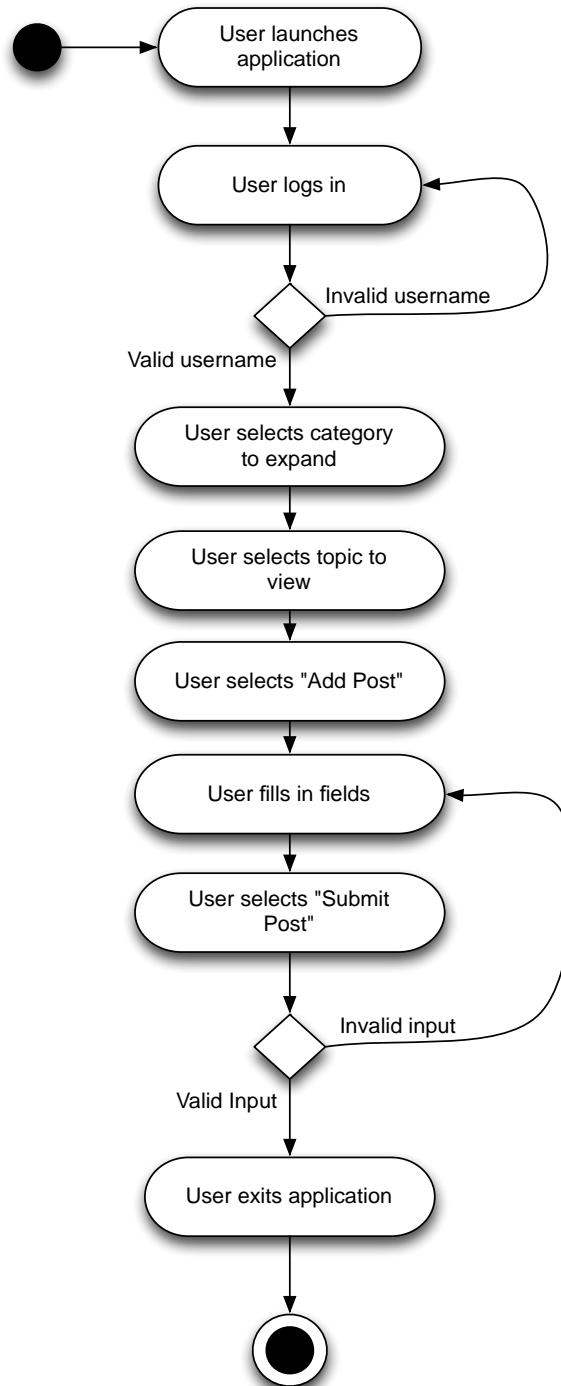 User launches
application
User logs in
Invalid username
Valid username
User selects category
to expand
User selects topic to
view
User selects "Add Post"
User fills in fields
User selects "Submit
Post"
Invalid input
Valid Input
User exits application